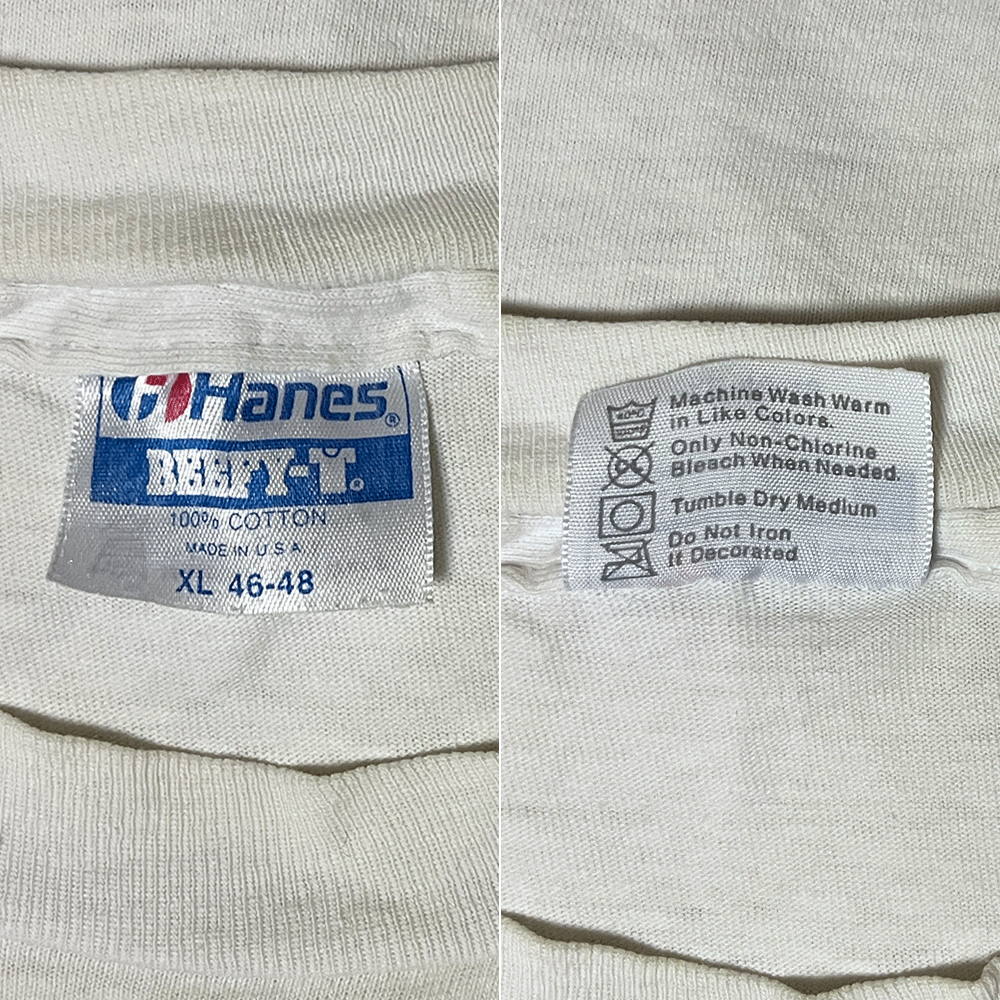 Hanes®
BEEFY-T®
100% COTTON
MADE IN U S A
XL 46-48
Machine Wash Warm
in Like Colors.
Only Non-Chlorine
Bleach When Needed.
Tumble Dry Medium
Do Not Iron
If Decorated